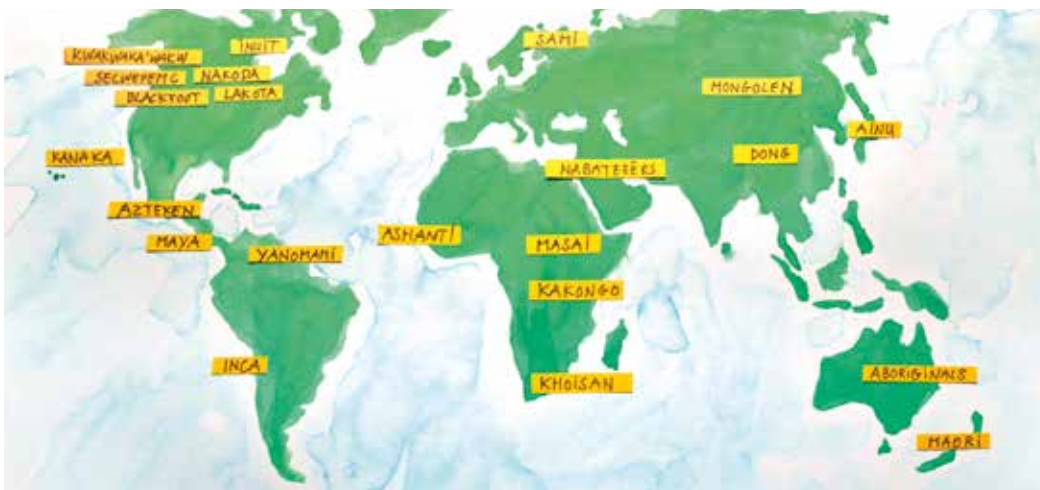 INUIT
KWAKWAKA'WAKW
SECWEPEMC
NAKODA
BLACKFOOT
LAKOTA
KANAKA
AZTEKEN
MAYA
YANOMAMI
INCA
SAMI
MONGOLEN
AINU
DONG
NABATEEËRS
ASHANTI
MASAI
KAKONGO
KHOISAN
ABORIGINALS
MAORI